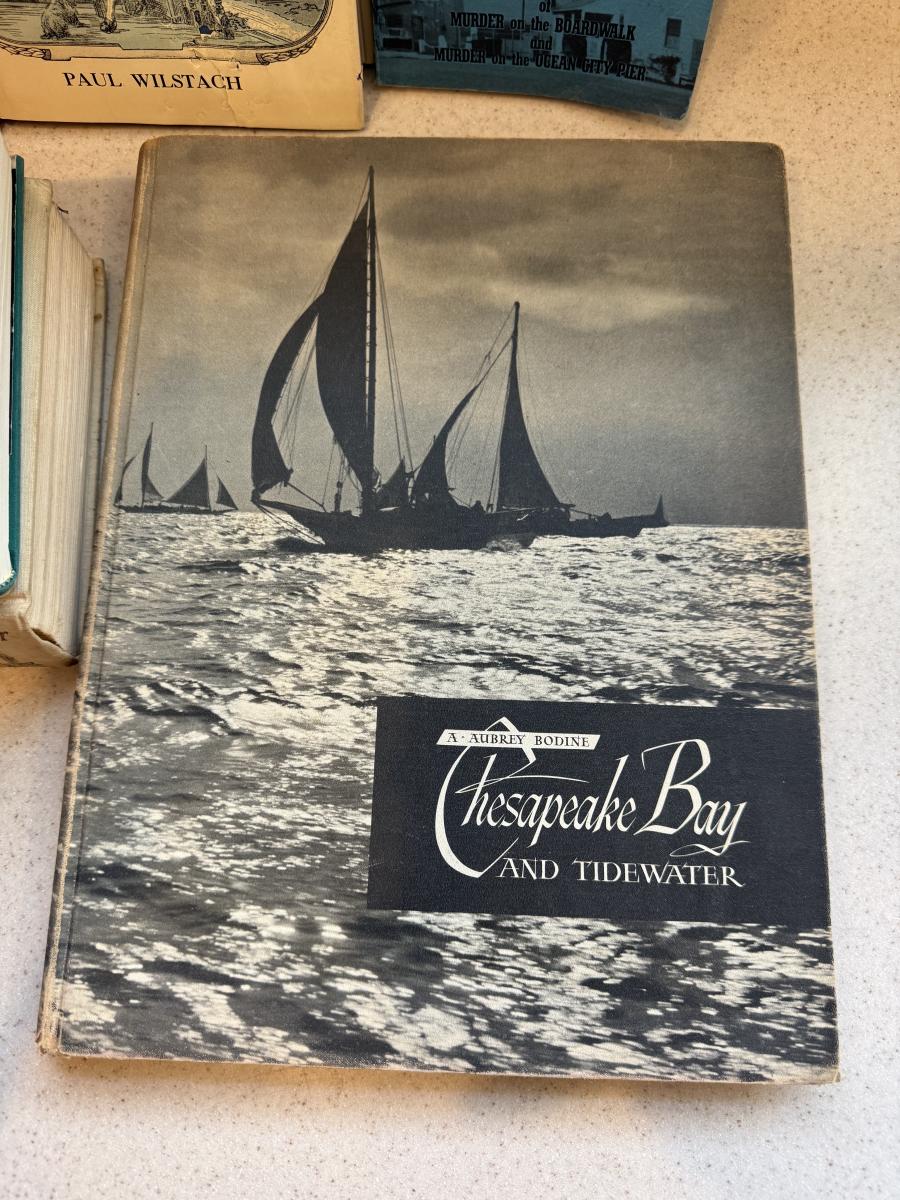 PAUL WILSTACH
of
MURDER on the BOARDWALK
and
MURDER on the OCEAN CITY PIER
A · AUBREY BODINE
Chesapeake Bay
AND TIDEWATER
r